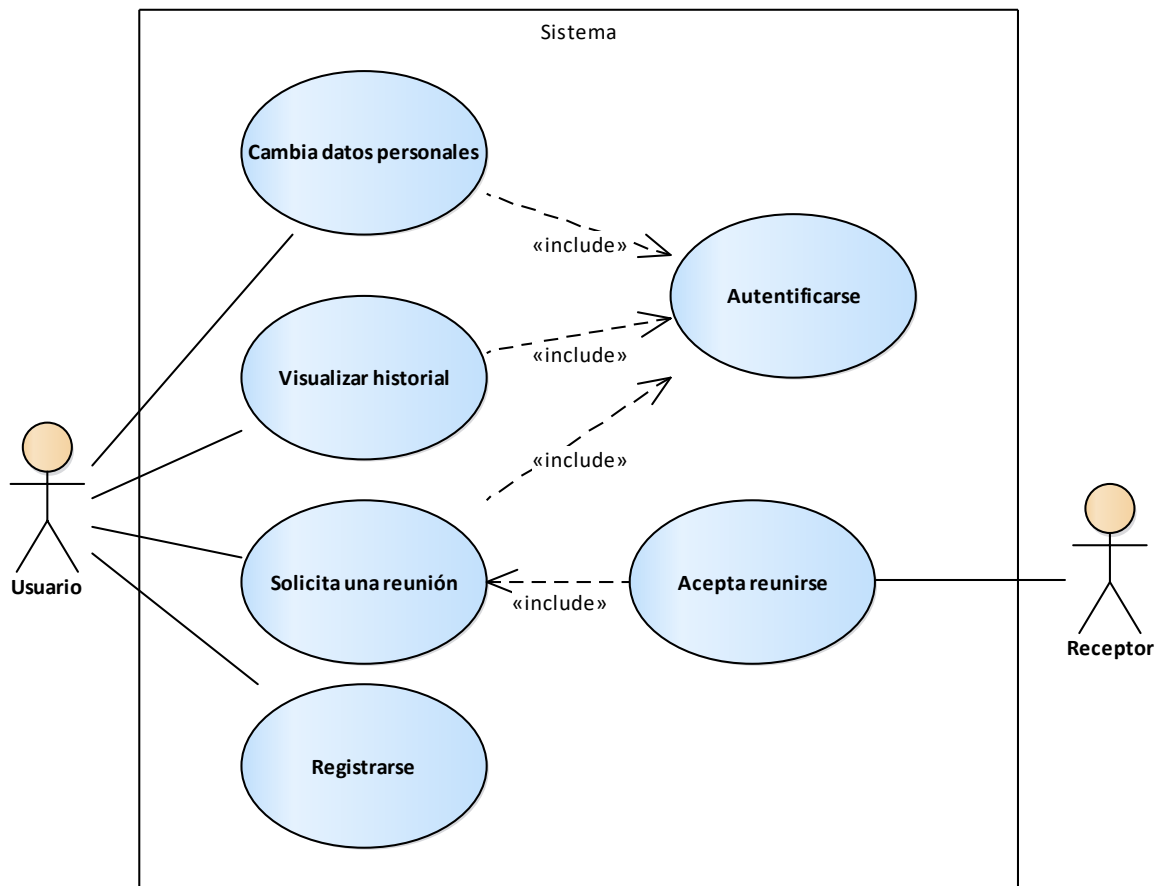 Sistema
Cambia datos personales
«include»
Autentificarse
«include»
Visualizar historial
«include»
Usuario
Solicita una reunión
«include»
Acepta reunirse
Receptor
Registrarse